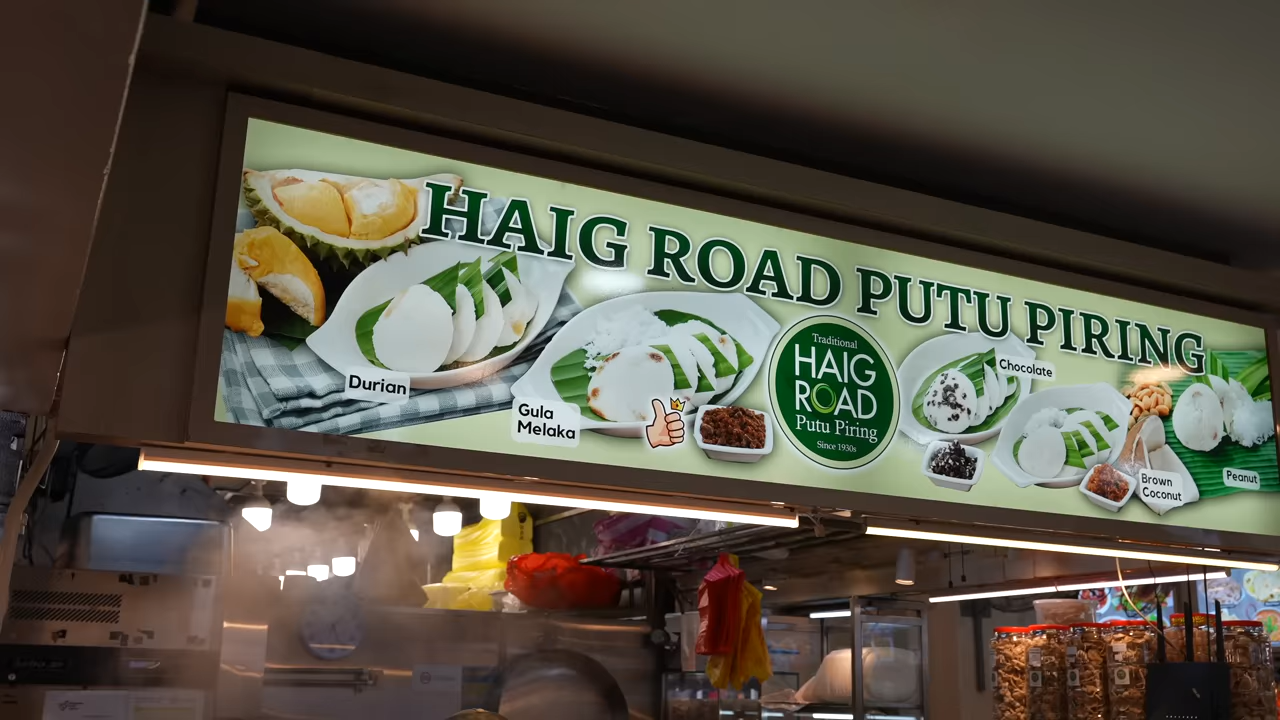 HAIG ROAD PUTU PIRING
Durian
Gula
Melaka
Traditional
HAIG
ROAD
Putu Piring
Since 1930s
Chocolate
Brown
Coconut
Peanut